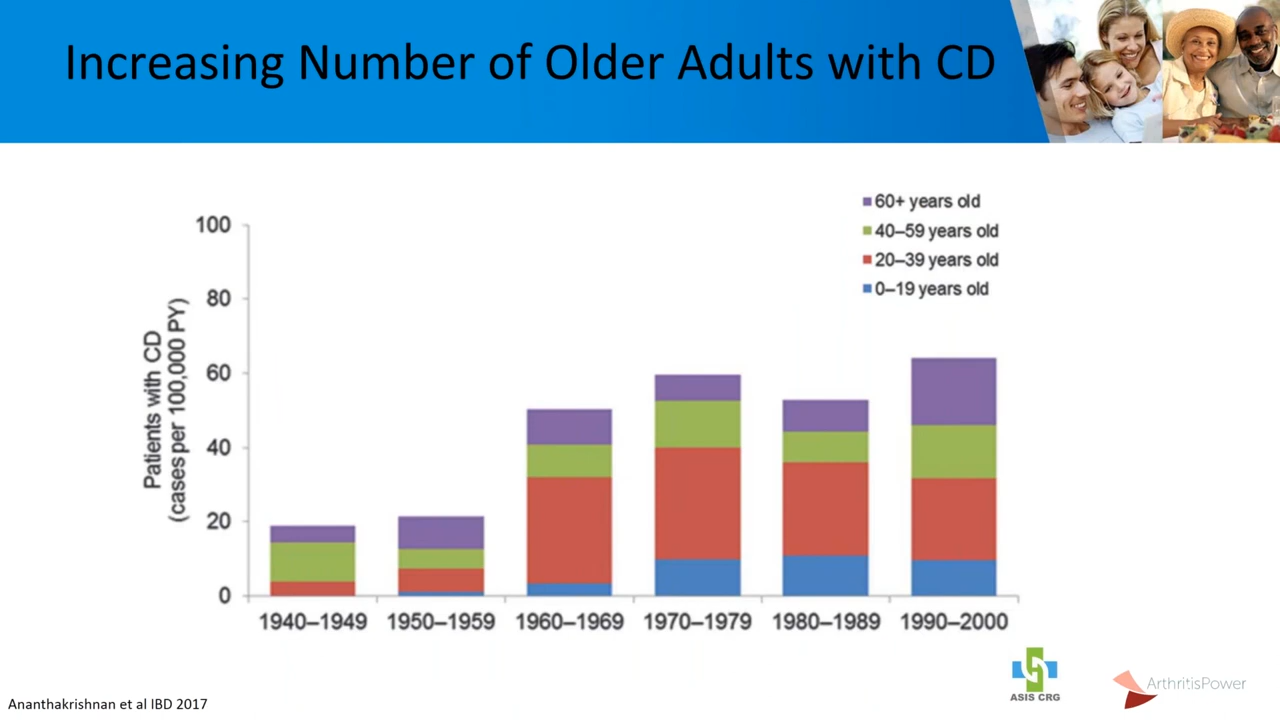 Increasing Number of Older Adults with CD
60+ years old
40–59 years old
20–39 years old
0–19 years old
Patients with CD
(cases per 100,000 PY)
100
80
60
40
20
0
1940–1949 1950–1959 1960–1969 1970–1979 1980–1989 1990–2000
ASIS CRG
ArthritisPower
Ananthakrishnan et al IBD 2017